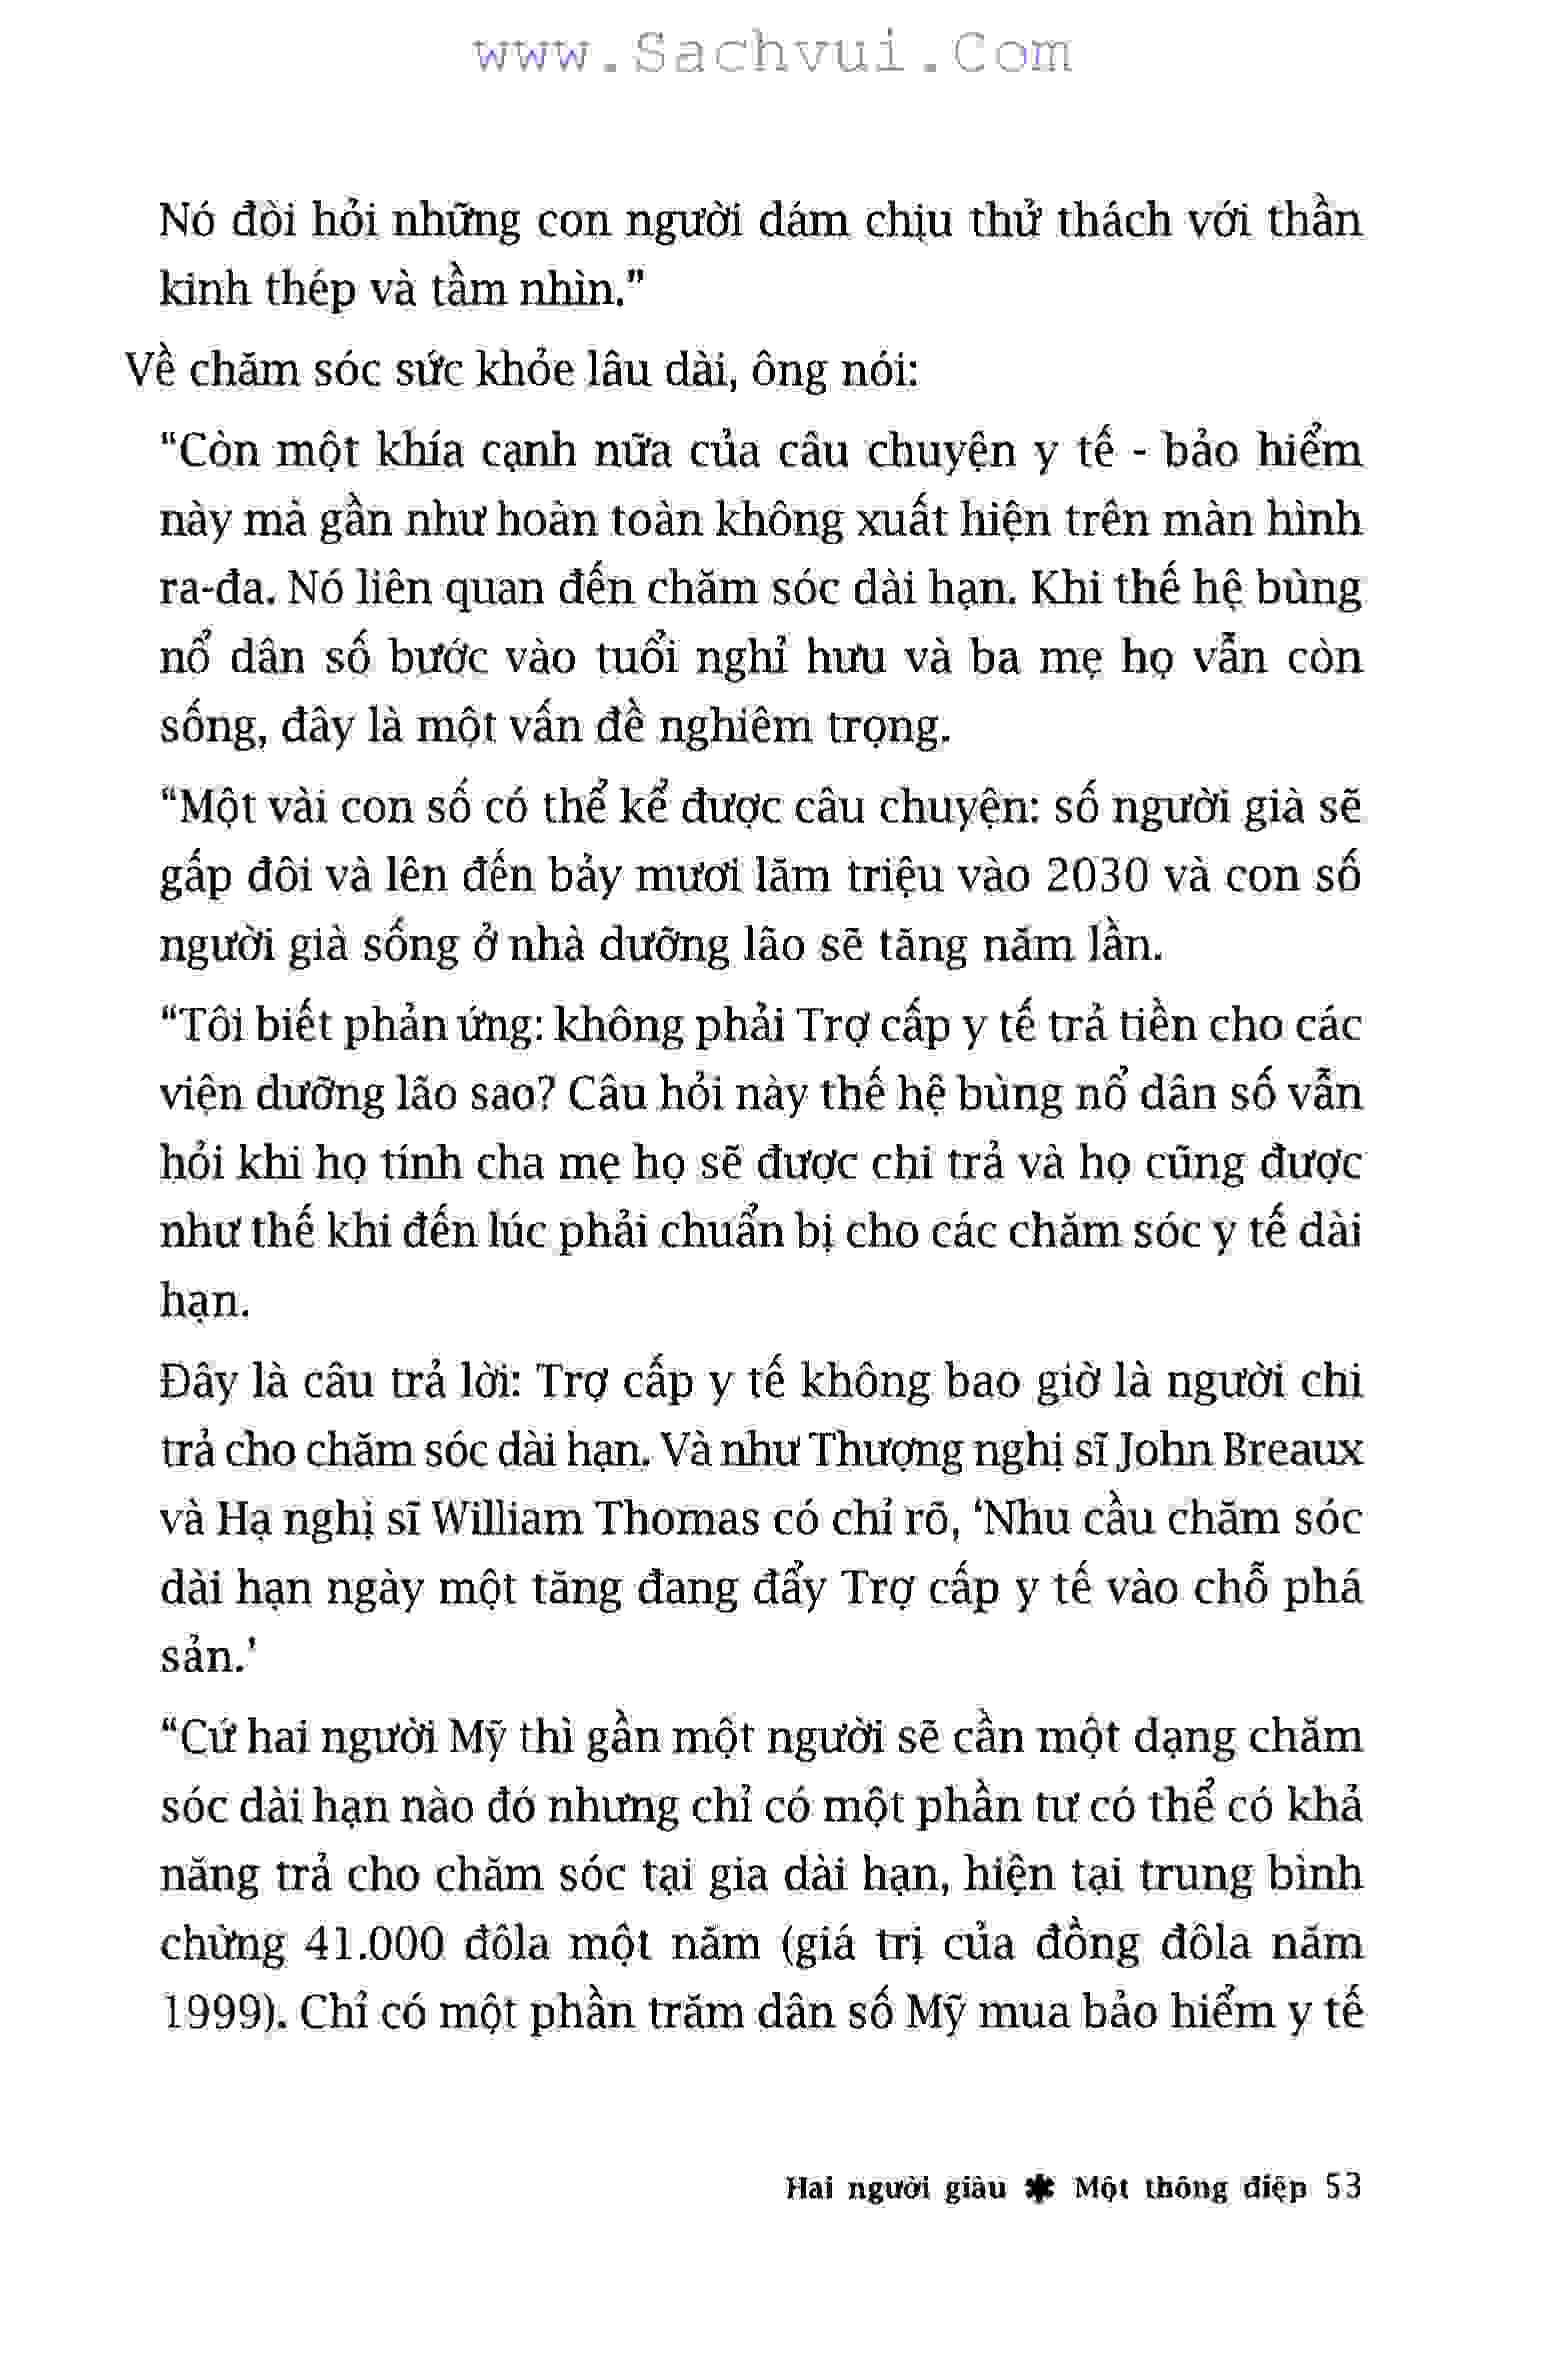 www.Sachvui.Com
Nó đòi hỏi những con người dám chịu thử thách với thần
kinh thép và tầm nhìn."
Về chăm sóc sức khỏe lâu dài, ông nói:
“Còn một khía cạnh nữa của câu chuyện y tế - bảo hiểm
này mà gần như hoàn toàn không xuất hiện trên màn hình
ra-đa. Nó liên quan đến chăm sóc dài hạn. Khi thế hệ bùng
nổ dân số bước vào tuổi nghỉ hưu và ba mẹ họ vẫn còn
sống, đây là một vấn đề nghiêm trọng.
“Một vài con số có thể kể được câu chuyện: số người già sẽ
gấp đôi và lên đến bảy mươi lăm triệu vào 2030 và con số
người già sống ở nhà dưỡng lão sẽ tăng năm lần.
“Tôi biết phản ứng: không phải Trợ cấp y tế trả tiền cho các
viện dưỡng lão sao? Câu hỏi này thế hệ bùng nổ dân số vẫn
hỏi khi họ tính cha mẹ họ sẽ được chi trả và họ cũng được
như thế khi đến lúc phải chuẩn bị cho các chăm sóc y tế dài
hạn.
Đây là câu trả lời: Trợ cấp y tế không bao giờ là người chi
trả cho chăm sóc dài hạn. Và như Thượng nghị sĩ John Breaux
và Hạ nghị sĩ William Thomas có chỉ rõ, ‘Nhu cầu chăm sóc
dài hạn ngày một tăng đang đẩy Trợ cấp y tế vào chỗ phá
sản.’
“Cứ hai người Mỹ thì gần một người sẽ cần một dạng chăm
sóc dài hạn nào đó nhưng chỉ có một phần tư có thể có khả
năng trả cho chăm sóc tại gia dài hạn, hiện tại trung bình
chừng 41.000 đôla một năm (giá trị của đồng đôla năm
1999). Chỉ có một phần trăm dân số Mỹ mua bảo hiểm y tế
Hai người giàu ✱ Một thông điệp 53